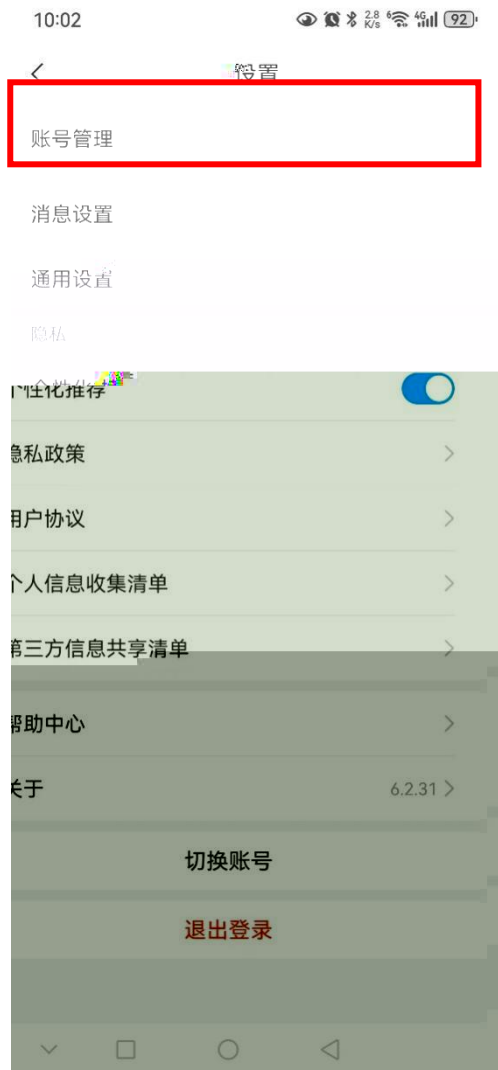 10:02 2.8 K/s 6 4G 92
设置
账号管理
消息设置
通用设置
隐私
个性化推荐
隐私政策
用户协议
个人信息收集清单
第三方信息共享清单
帮助中心
关于 6.2.31
切换账号
退出登录